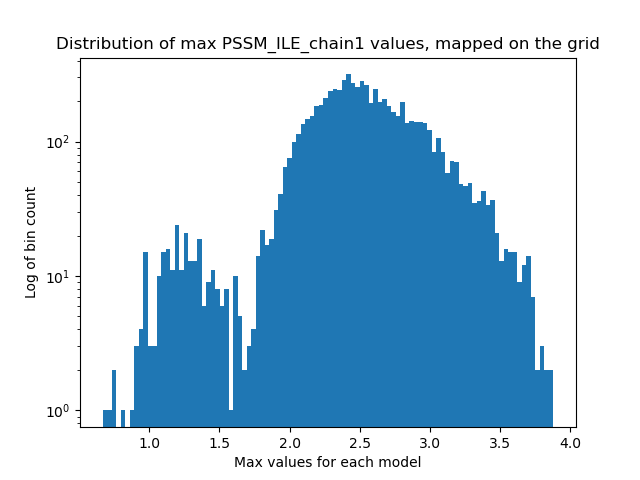 Distribution of max PSSM_ILE_chain1 values, mapped on the grid
Log of bin count
10²
10¹
10⁰
1.0 1.5 2.0 2.5 3.0 3.5 4.0
Max values for each model